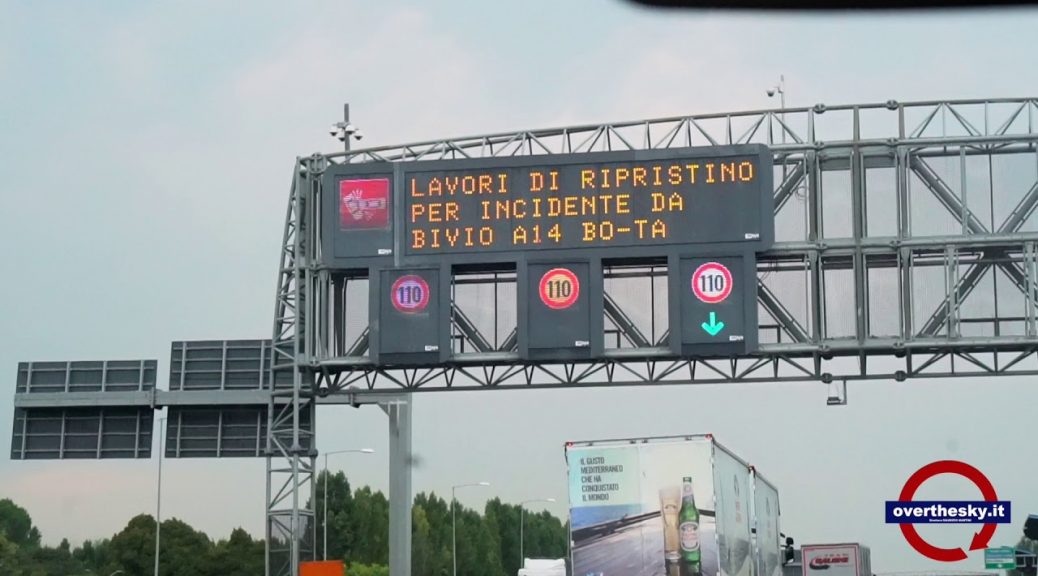 LAVORI DI RIPRISTINO
PER INCIDENTE DA
BIVIO A14 BO-TA
110
110
110
IL GUSTO
MEDITERRANEO
CHE HA
CONQUISTATO
IL MONDO
overthesky.it